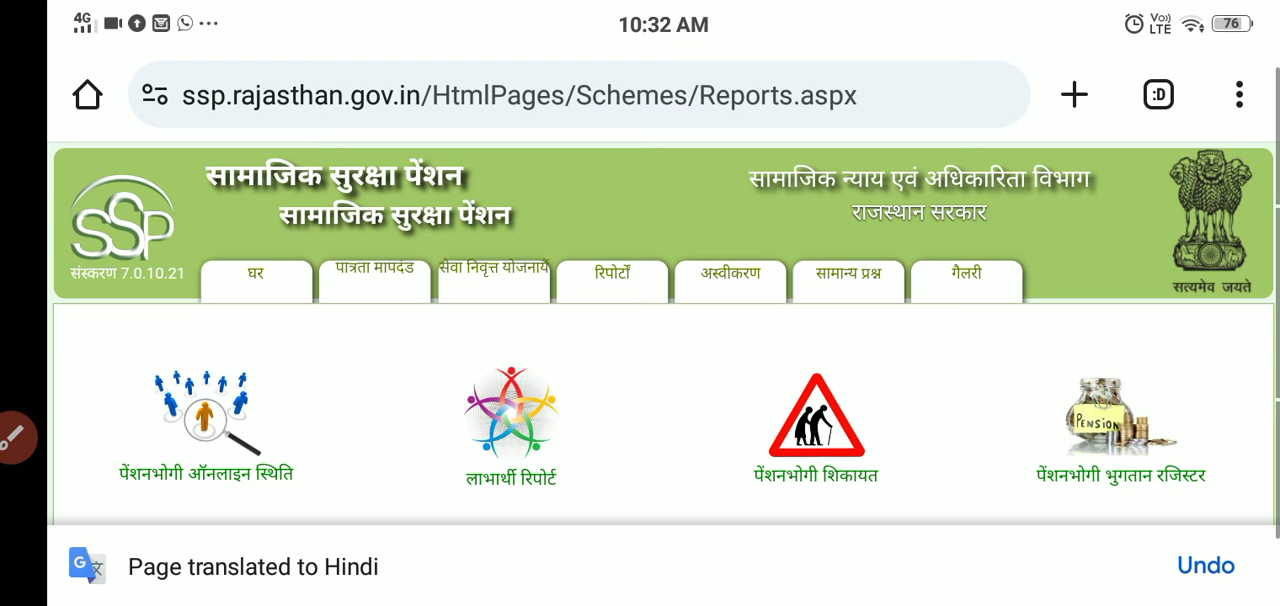 4G
10:32 AM
Vo)) LTE
76
ssp.rajasthan.gov.in/HtmlPages/Schemes/Reports.aspx
:D
सामाजिक सुरक्षा पेंशन
सामाजिक सुरक्षा पेंशन
सामाजिक न्याय एवं अधिकारिता विभाग
राजस्थान सरकार
SSP
संस्करण 7.0.10.21
सत्यमेव जयते
घर
पात्रता मापदंड
सेवा निवृत्त योजनायें
रिपोर्टों
अस्वीकरण
सामान्य प्रश्न
गैलरी
PENSION
पेंशनभोगी ऑनलाइन स्थिति
लाभार्थी रिपोर्ट
पेंशनभोगी शिकायत
पेंशनभोगी भुगतान रजिस्टर
G
Page translated to Hindi
Undo